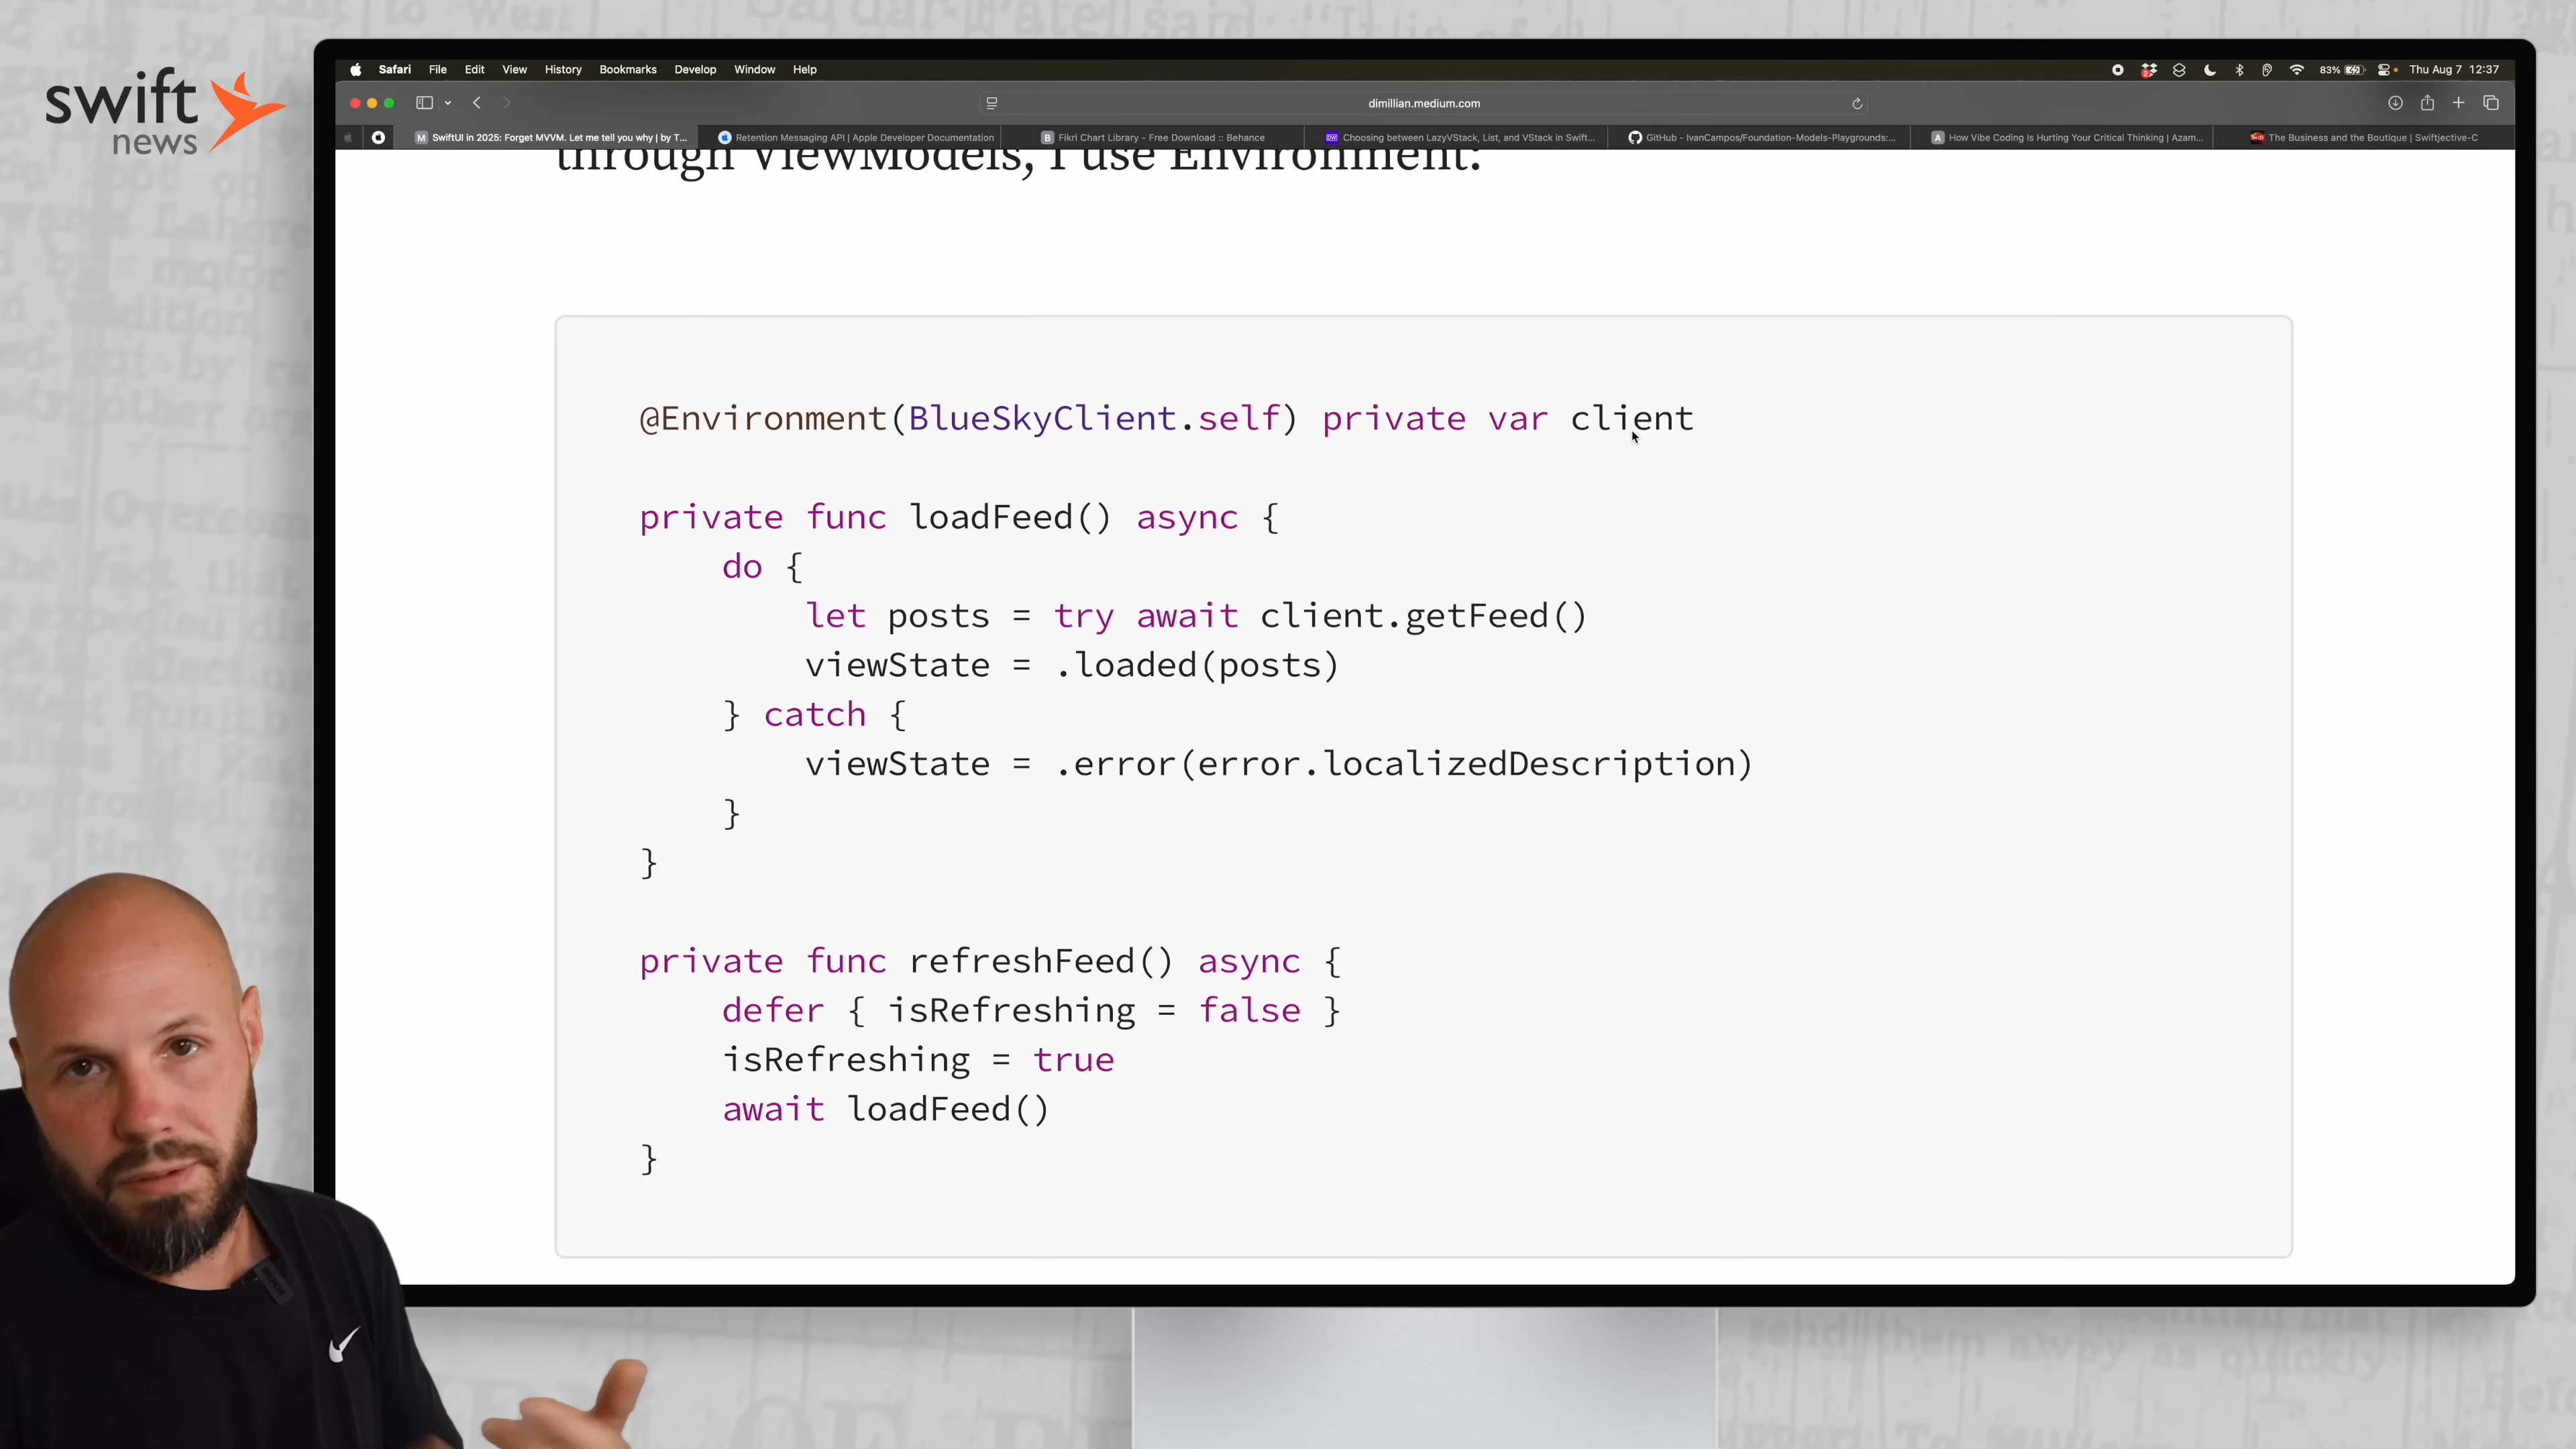 swift
news
Safari File Edit View History Bookmarks Develop Window Help
83% Thu Aug 7 12:37
dimillian.medium.com
SwiftUI in 2025: Forget MVVM. Let me tell you why | by T...
Retention Messaging API | Apple Developer Documentation
Fikri Chart Library - Free Download :: Behance
Choosing between LazyVStack, List, and VStack in Swift...
GitHub - IvanCampos/Foundation-Models-Playgrounds:...
How Vibe Coding Is Hurting Your Critical Thinking | Azam...
The Business and the Boutique | Swiftjective-C
through ViewModels, I use Environment:
@Environment(BlueSkyClient.self) private var client
private func loadFeed() async {
do {
let posts = try await client.getFeed()
viewState = .loaded(posts)
} catch {
viewState = .error(error.localizedDescription)
}
}
private func refreshFeed() async {
defer { isRefreshing = false }
isRefreshing = true
await loadFeed()
}